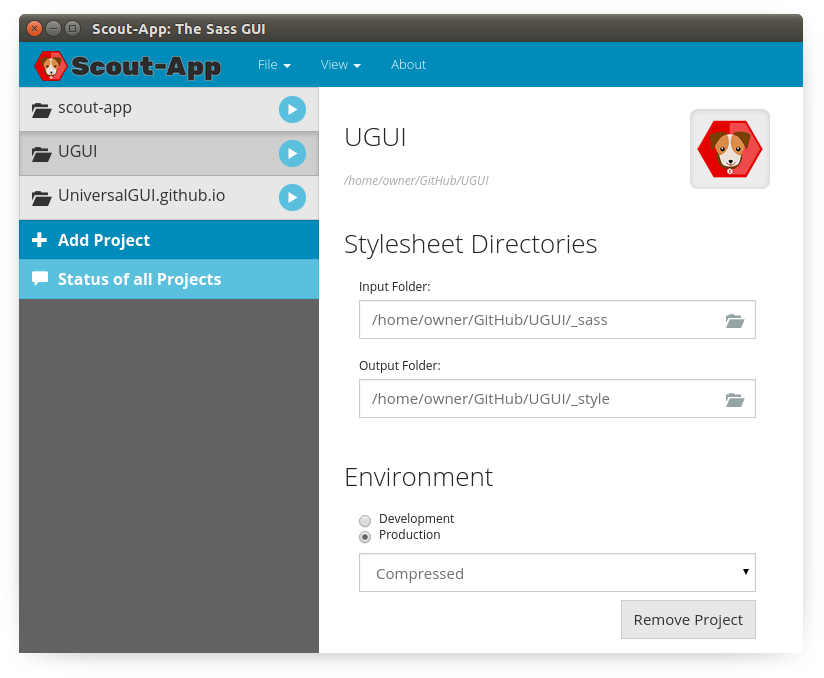 Scout-App: The Sass GUI
Scout-App
File
View
About
scout-app
UGUI
UniversalGUI.github.io
Add Project
Status of all Projects
UGUI
/home/owner/GitHub/UGUI
Stylesheet Directories
Input Folder:
/home/owner/GitHub/UGUI/_sass
Output Folder:
/home/owner/GitHub/UGUI/_style
Environment
Development
Production
Compressed
Remove Project